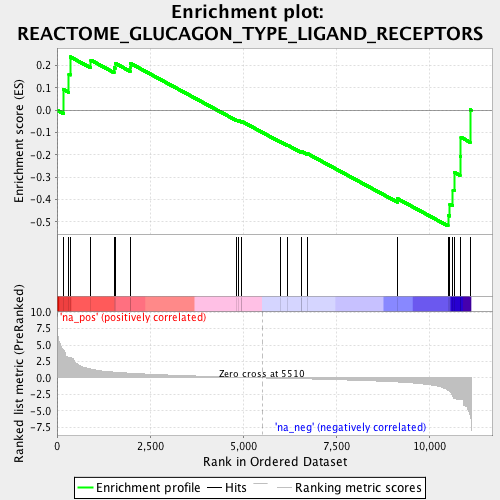 Enrichment plot:
REACTOME_GLUCAGON_TYPE_LIGAND_RECEPTORS
Enrichment score (ES)
0.2
0.1
0.0
-0.1
-0.2
-0.3
-0.4
-0.5
'na_pos' (positively correlated)
Ranked list metric (PreRanked)
10.0
7.5
5.0
2.5
0.0
-2.5
-5.0
-7.5
Zero cross at 5510
'na_neg' (negatively correlated)
0
2,500
5,000
7,500
10,000
Rank in Ordered Dataset
Enrichment profile
Hits
Ranking metric scores